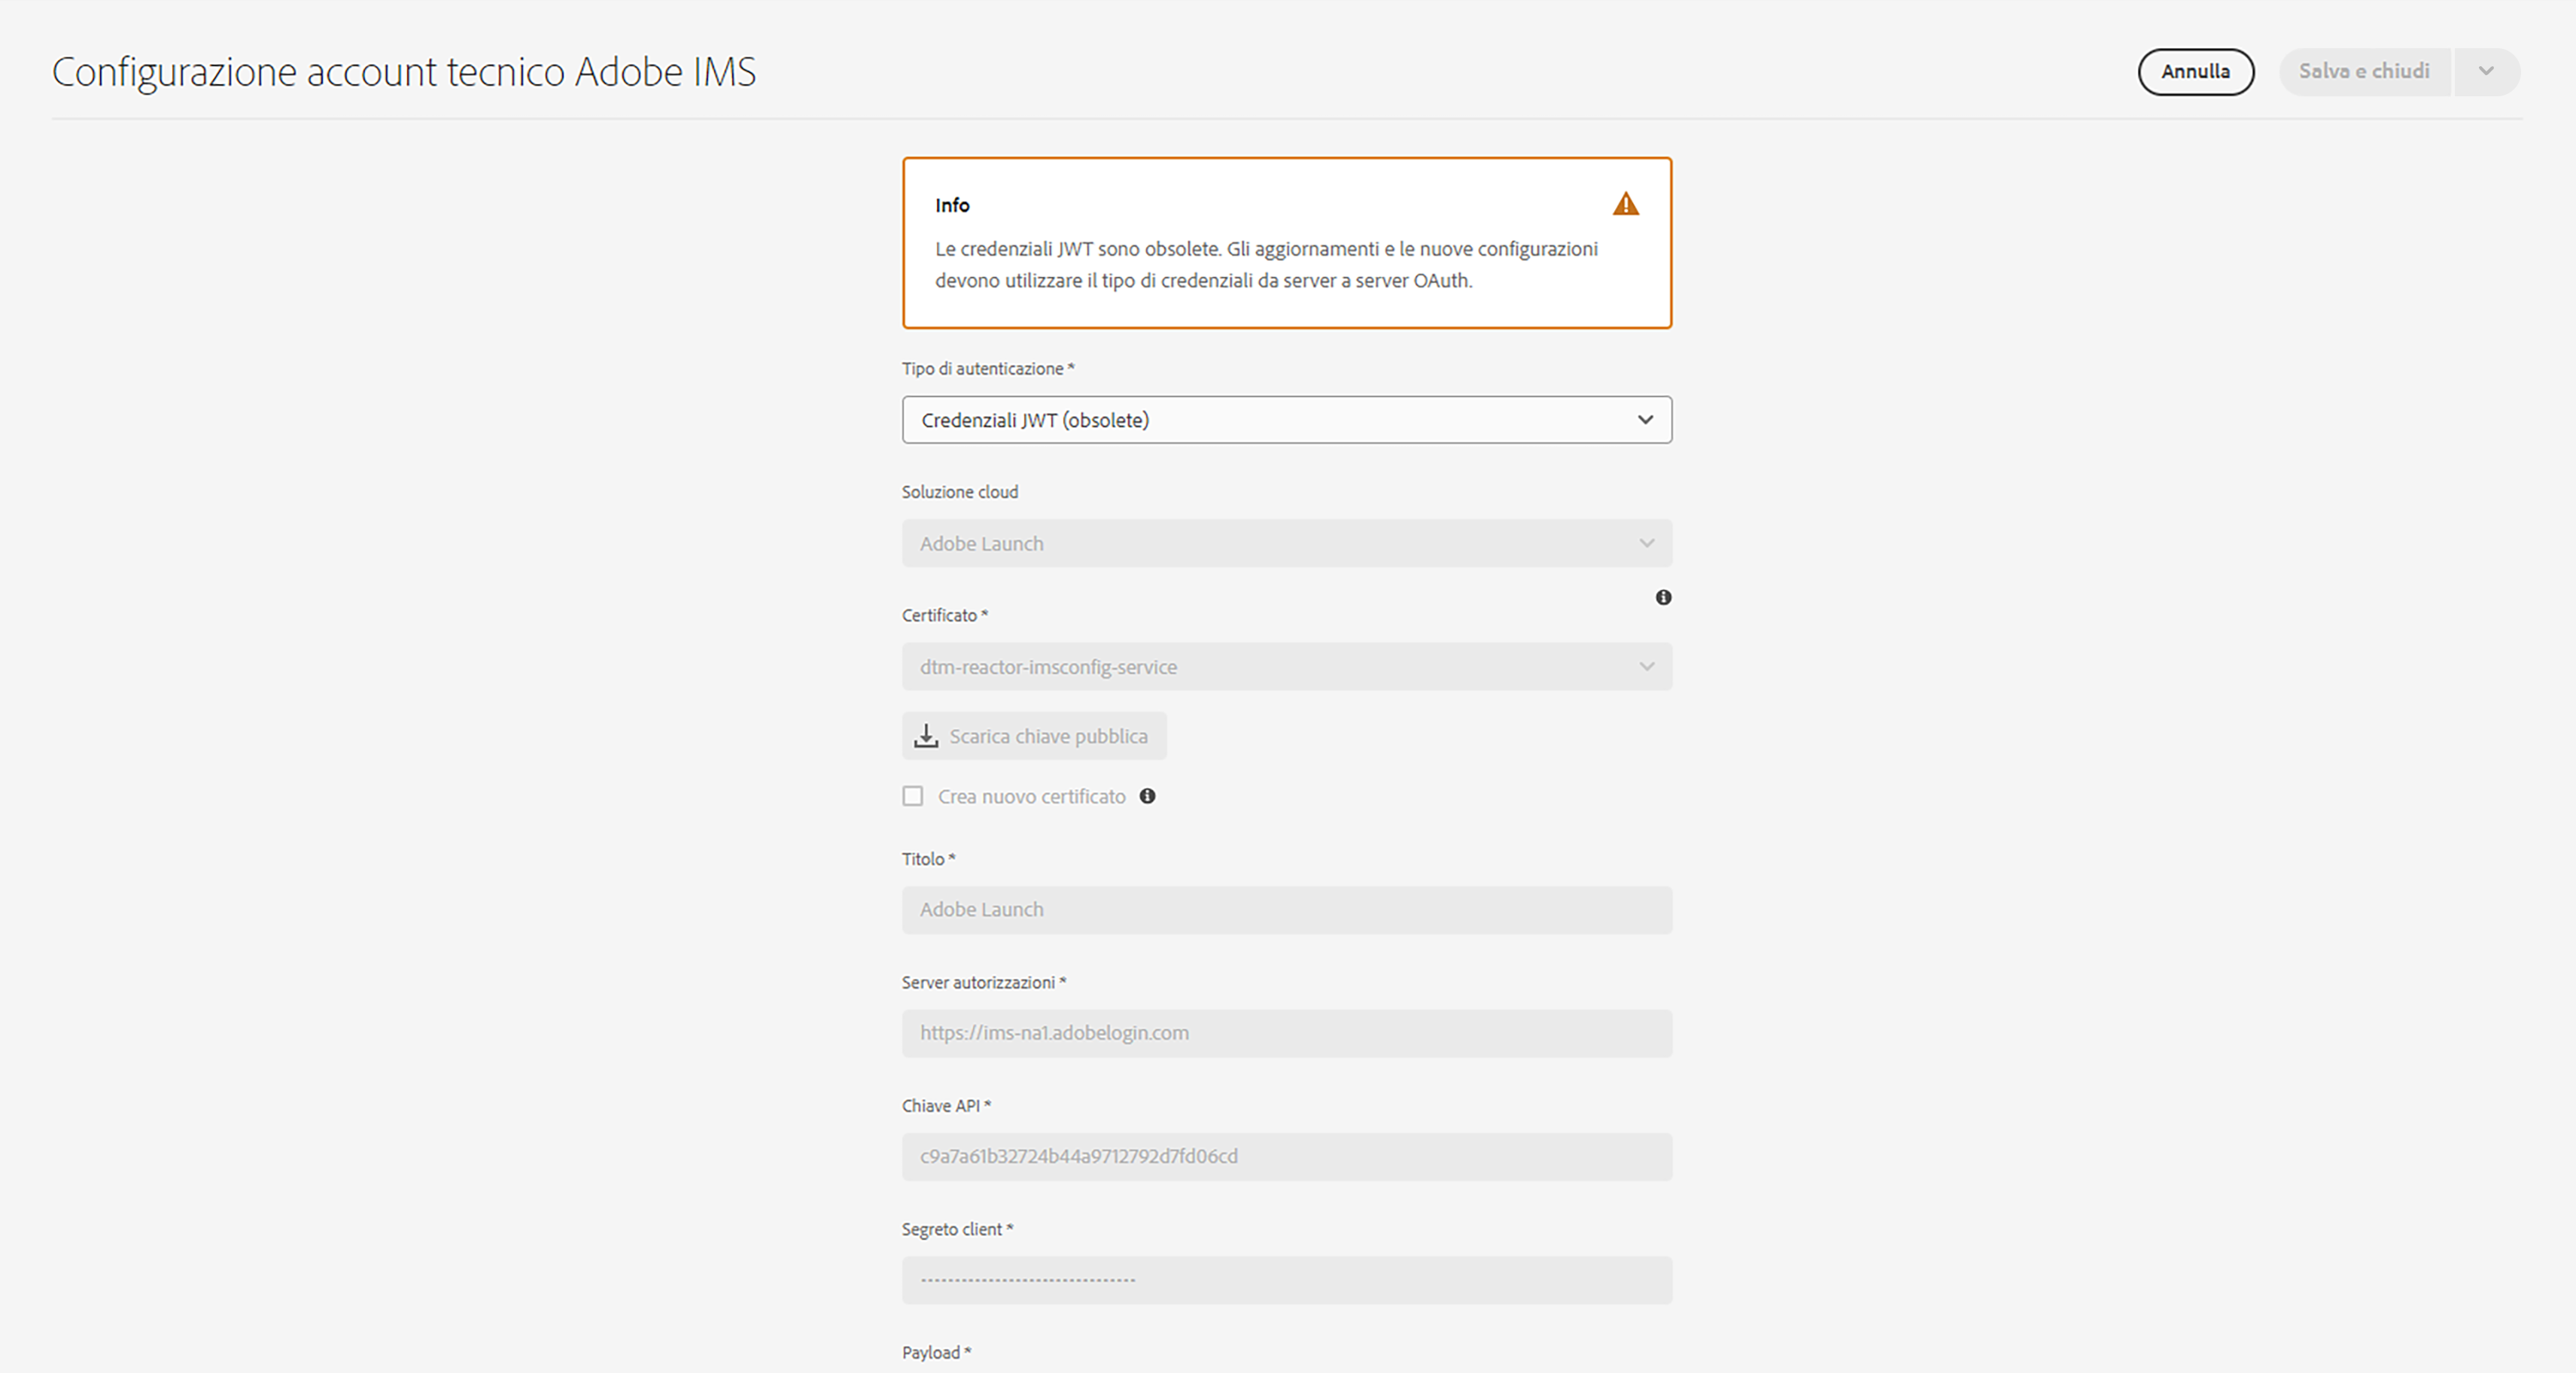 Configurazione account tecnico Adobe IMS
Annulla
Salva e chiudi
Info
Le credenziali JWT sono obsolete. Gli aggiornamenti e le nuove configurazioni
devono utilizzare il tipo di credenziali da server a server OAuth.
Tipo di autenticazione *
Credenziali JWT (obsolete)
Soluzione cloud
Adobe Launch
Certificato *
dtm-reactor-imsconfig-service
Scarica chiave pubblica
Crea nuovo certificato
Titolo *
Adobe Launch
Server autorizzazioni *
https://ims-na1.adobelogin.com
Chiave API *
c9a7a61b32724b44a9712792d7fd06cd
Segreto client *
Payload *